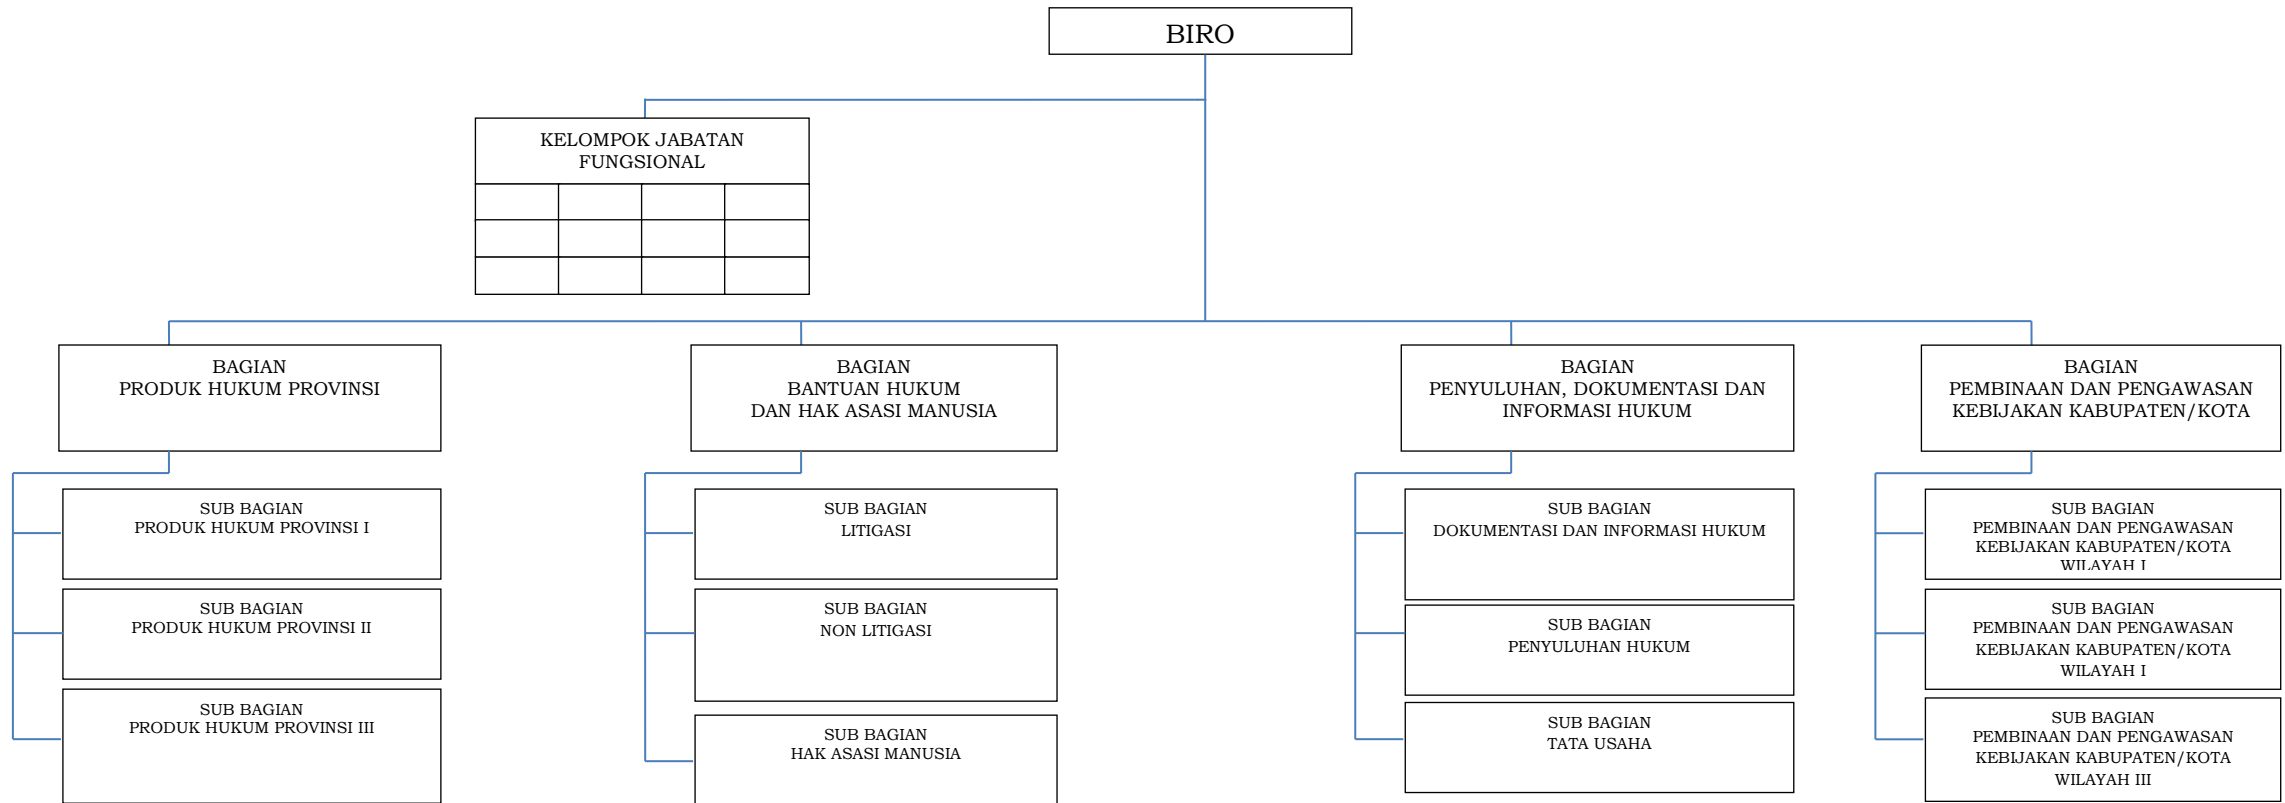 BIRO
KELOMPOK JABATAN
FUNGSIONAL
BAGIAN
PRODUK HUKUM PROVINSI
BAGIAN
BANTUAN HUKUM
DAN HAK ASASI MANUSIA
BAGIAN
PENYULUHAN, DOKUMENTASI DAN
INFORMASI HUKUM
BAGIAN
PEMBINAAN DAN PENGAWASAN
KEBIJAKAN KABUPATEN/KOTA
SUB BAGIAN
PRODUK HUKUM PROVINSI I
SUB BAGIAN
PRODUK HUKUM PROVINSI II
SUB BAGIAN
PRODUK HUKUM PROVINSI III
SUB BAGIAN
LITIGASI
SUB BAGIAN
NON LITIGASI
SUB BAGIAN
HAK ASASI MANUSIA
SUB BAGIAN
DOKUMENTASI DAN INFORMASI HUKUM
SUB BAGIAN
PENYULUHAN HUKUM
SUB BAGIAN
TATA USAHA
SUB BAGIAN
PEMBINAAN DAN PENGAWASAN
KEBIJAKAN KABUPATEN/KOTA
WILAYAH I
SUB BAGIAN
PEMBINAAN DAN PENGAWASAN
KEBIJAKAN KABUPATEN/KOTA
WILAYAH I
SUB BAGIAN
PEMBINAAN DAN PENGAWASAN
KEBIJAKAN KABUPATEN/KOTA
WILAYAH III